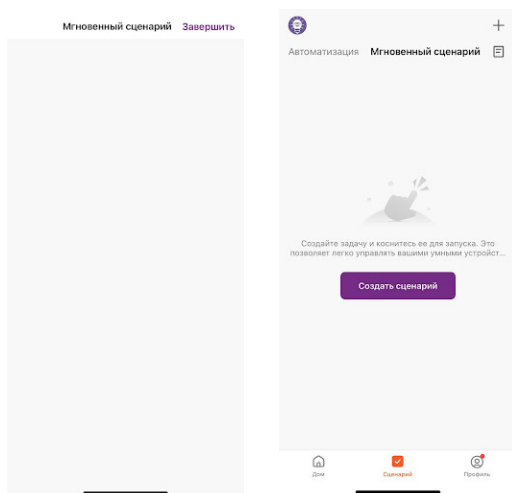 Мгновенный сценарий Завершить
Автоматизация Мгновенный сценарий
Создайте задачу и коснитесь ее для запуска. Это
позволяет легко управлять вашими умными устройст...
Создать сценарий
Дом Сценарий Профиль